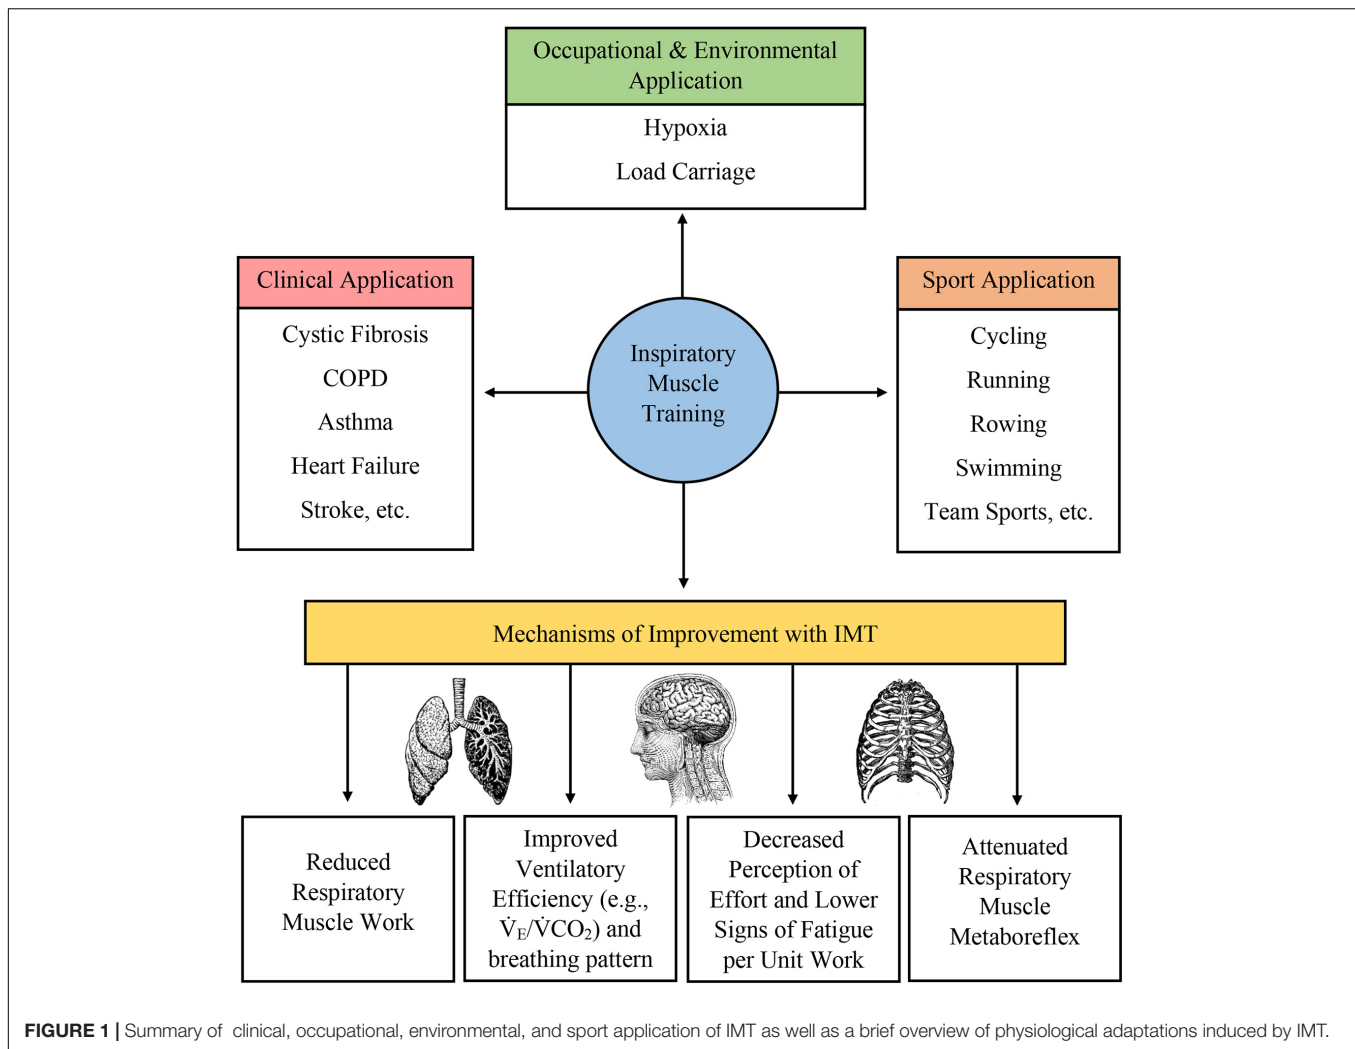 Occupational & Environmental
Application
Hypoxia
Load Carriage
Clinical Application
Cystic Fibrosis
COPD
Asthma
Heart Failure
Stroke, etc.
Inspiratory
Muscle
Training
Sport Application
Cycling
Running
Rowing
Swimming
Team Sports, etc.
Mechanisms of Improvement with IMT
Reduced
Respiratory
Muscle Work
Improved
Ventilatory
Efficiency (e.g.,
V̇E/V̇CO₂) and
breathing pattern
Decreased
Perception of
Effort and Lower
Signs of Fatigue
per Unit Work
Attenuated
Respiratory
Muscle
Metaboreflex
FIGURE 1 | Summary of clinical, occupational, environmental, and sport application of IMT as well as a brief overview of physiological adaptations induced by IMT.